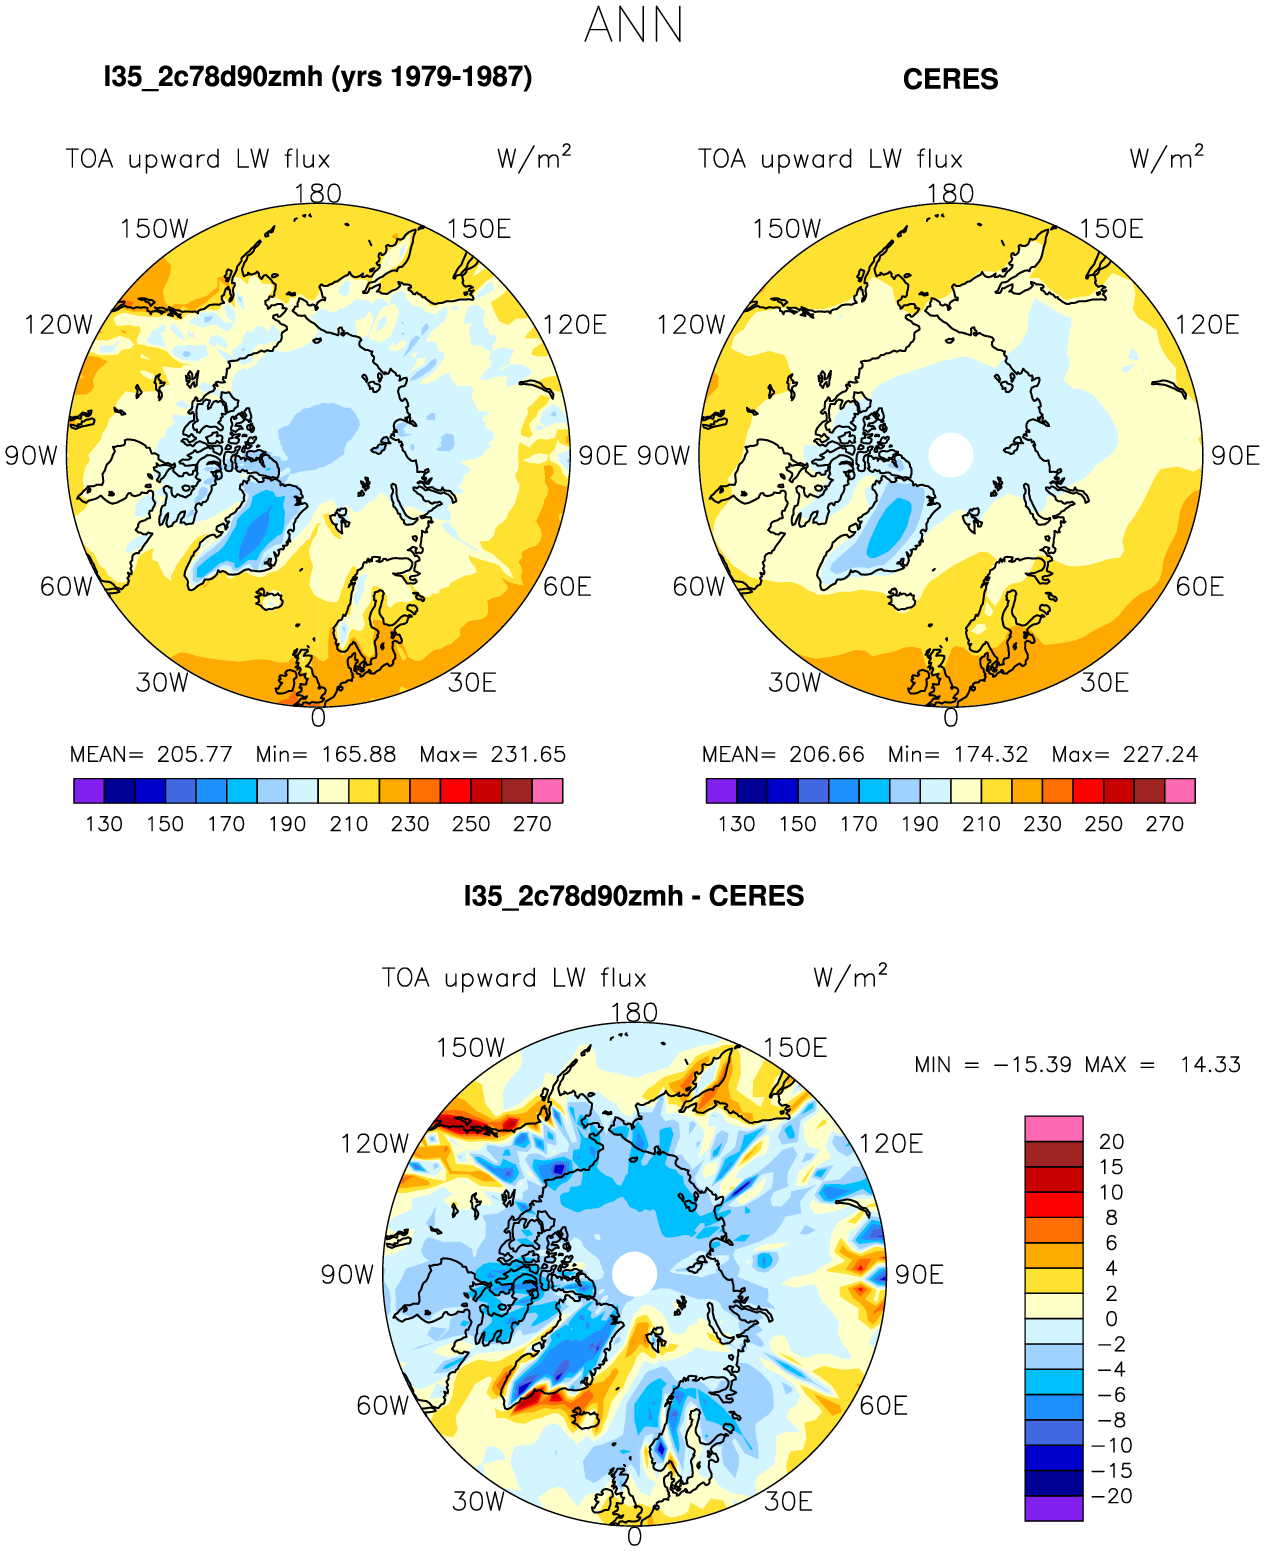 ANN
l35_2c78d90zmh (yrs 1979-1987)
CERES
TOA upward LW flux W/m²
TOA upward LW flux W/m²
180
150W 150E
120W 120E
90W 90E
60W 60E
30W 30E
0
180
150W 150E
120W 120E
90W 90E
60W 60E
30W 30E
0
MEAN= 205.77 Min= 165.88 Max= 231.65
130 150 170 190 210 230 250 270
MEAN= 206.66 Min= 174.32 Max= 227.24
130 150 170 190 210 230 250 270
l35_2c78d90zmh - CERES
TOA upward LW flux W/m²
180
150W 150E
120W 120E
90W 90E
60W 60E
30W 30E
0
MIN = −15.39 MAX = 14.33
20
15
10
8
6
4
2
0
−2
−4
−6
−8
−10
−15
−20